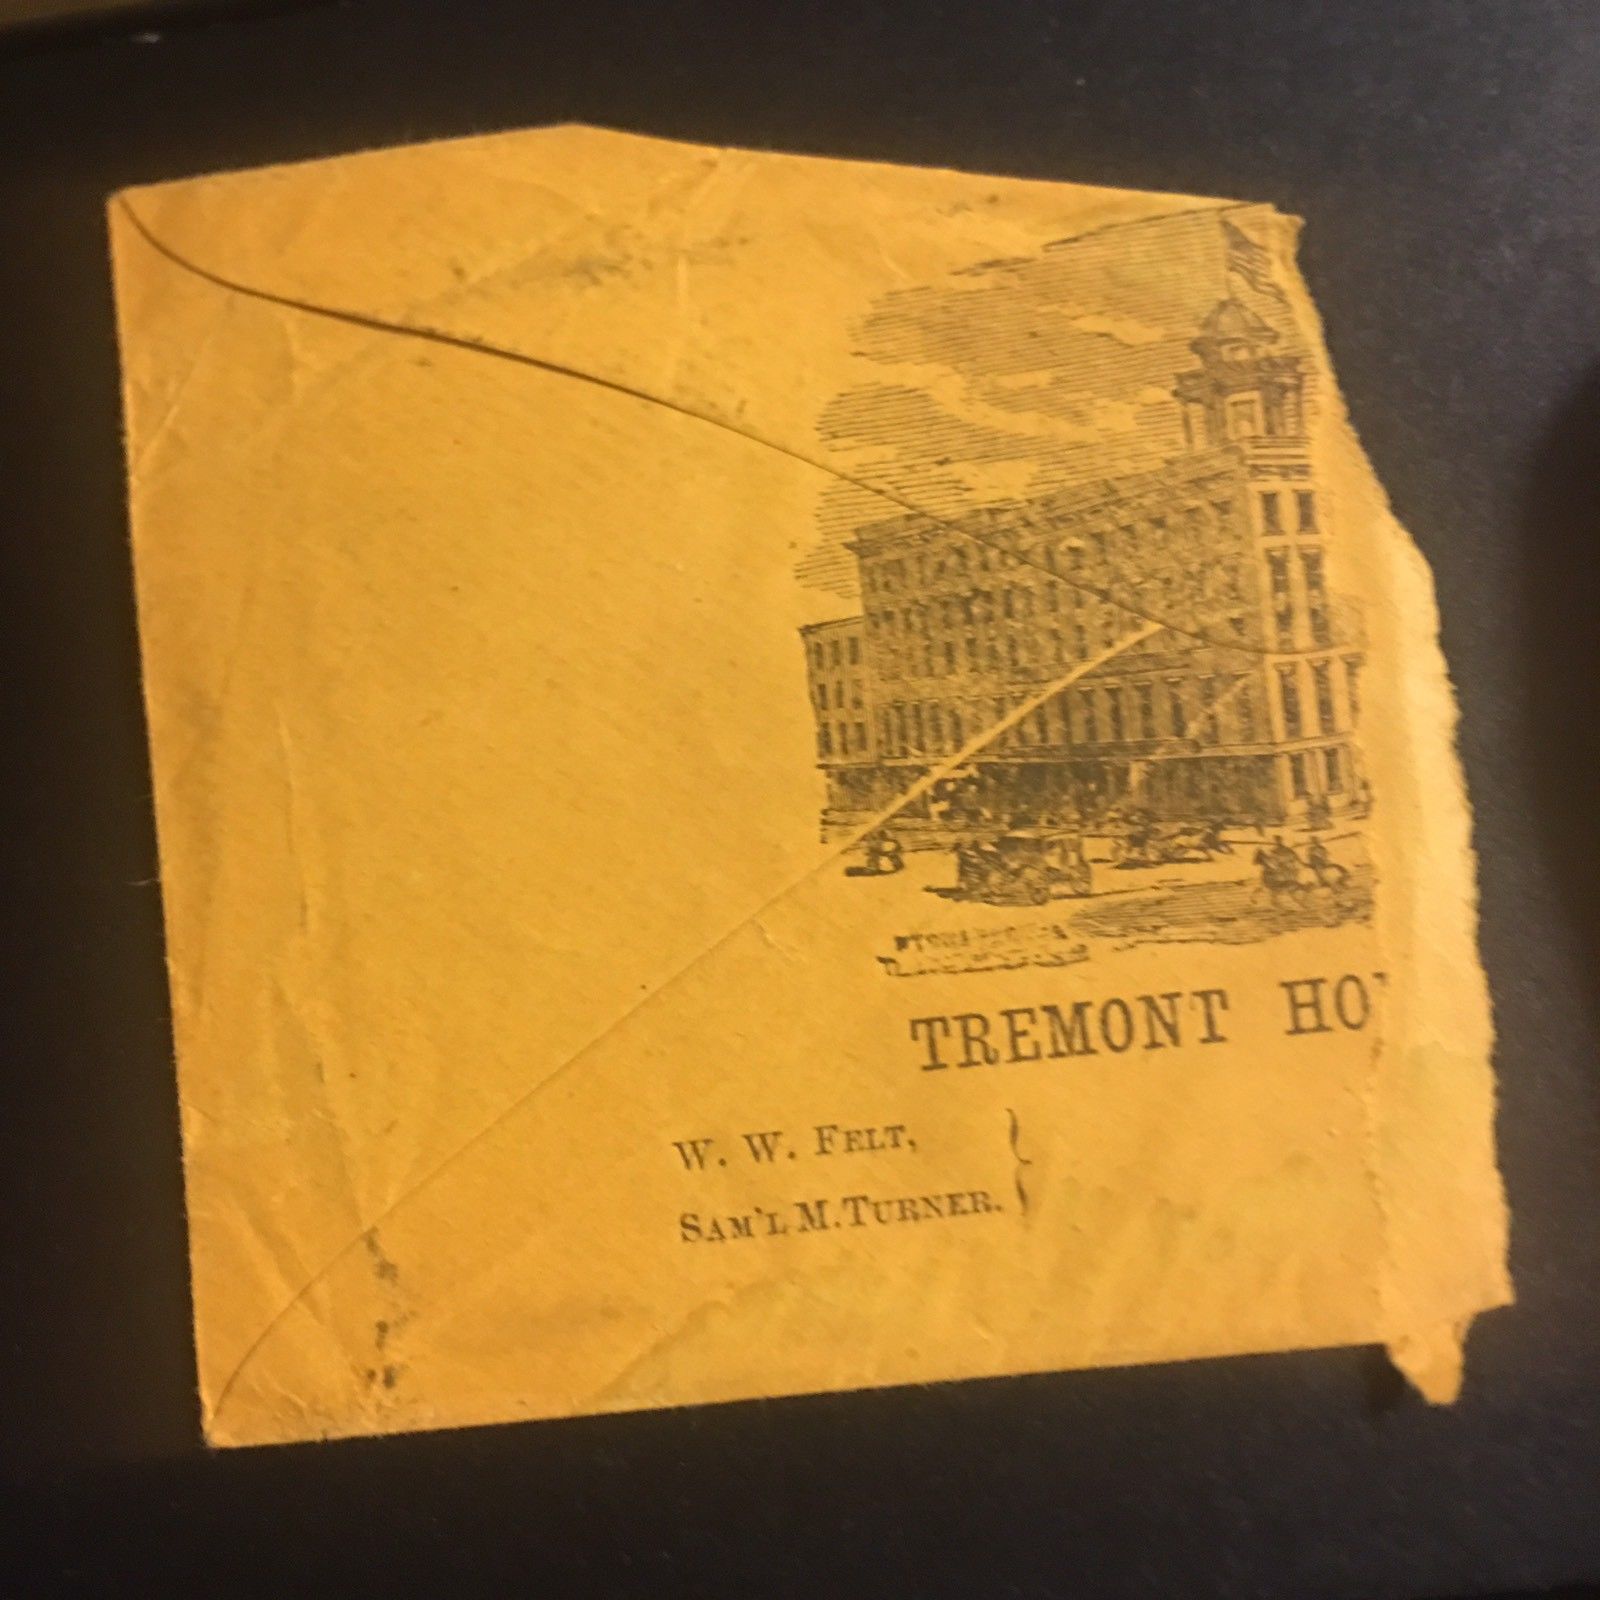 TREMONT HO
W. W. FELT,
SAM'L M. TURNER.